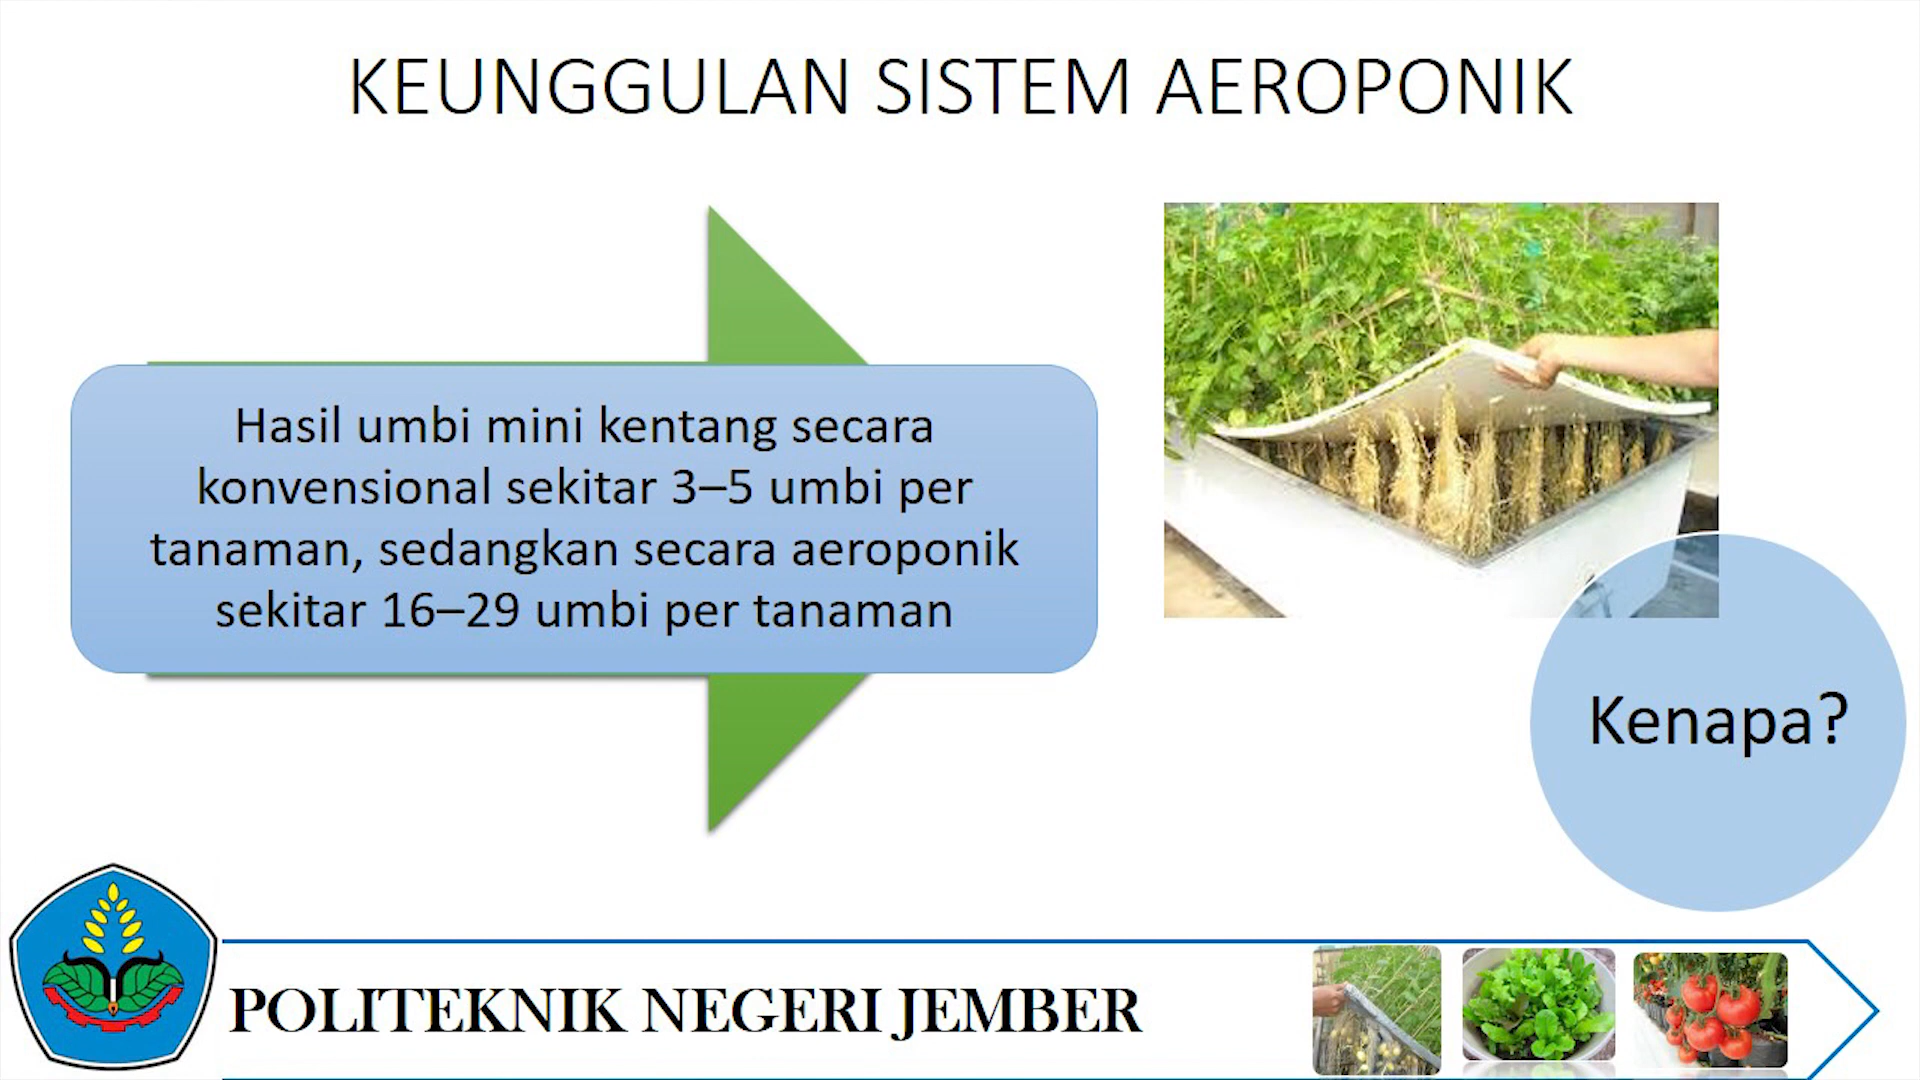 KEUNGGULAN SISTEM AEROPONIK
Hasil umbi mini kentang secara
konvensional sekitar 3–5 umbi per
tanaman, sedangkan secara aeroponik
sekitar 16–29 umbi per tanaman
Kenapa?
POLITEKNIK NEGERI JEMBER